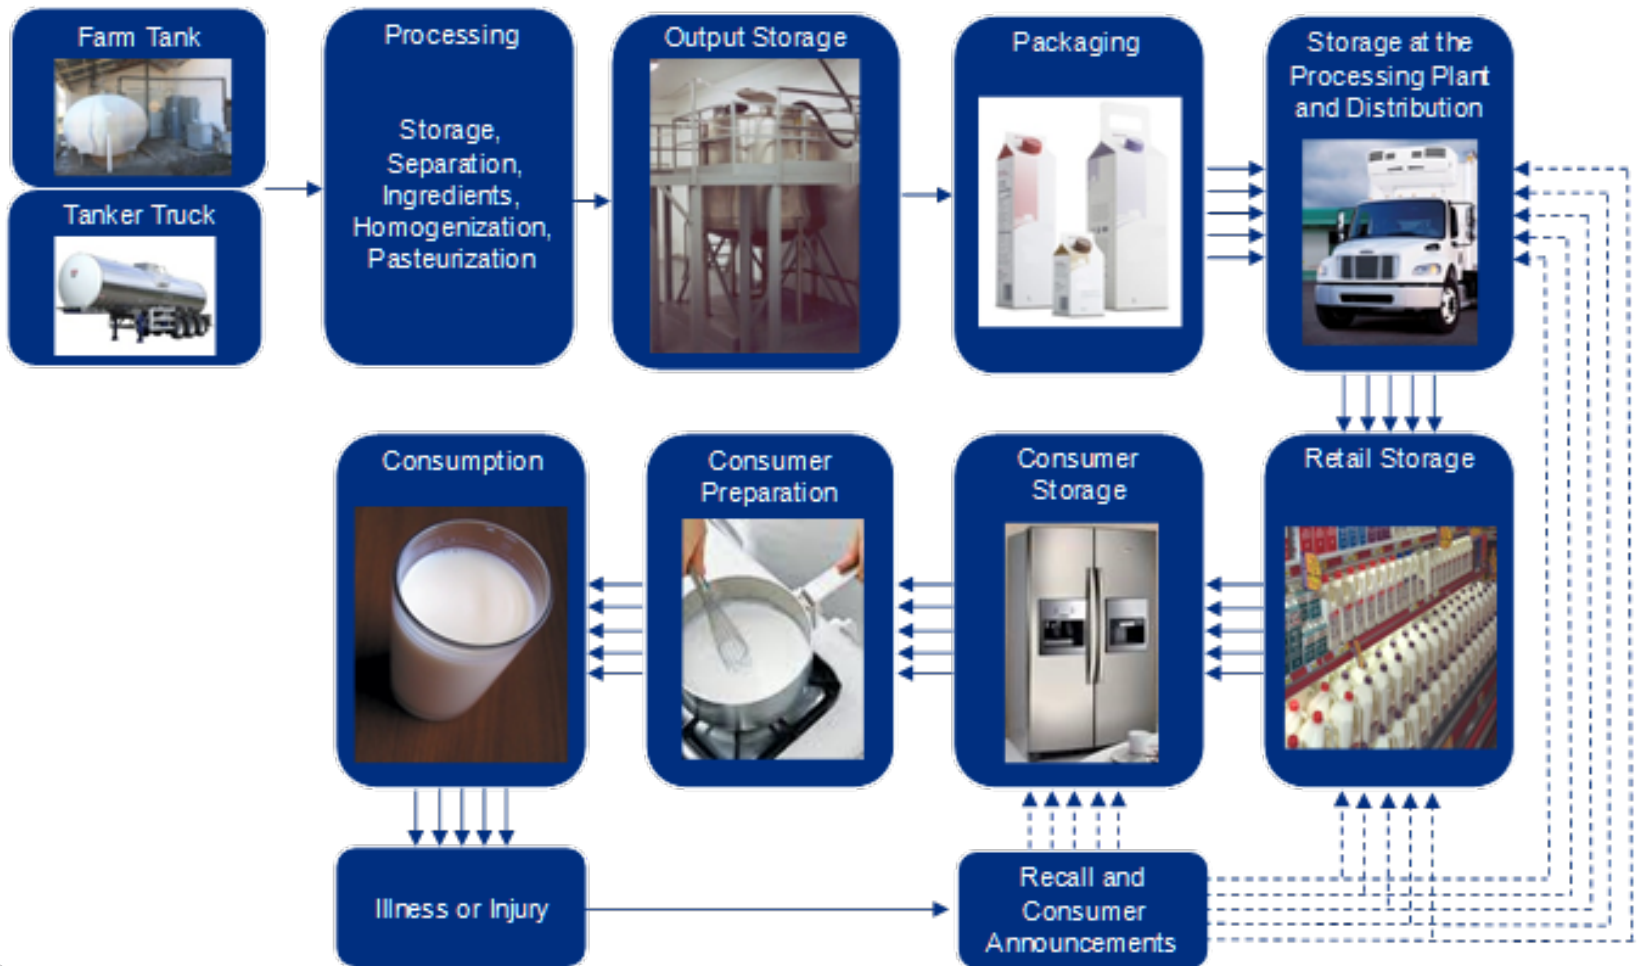 Farm Tank
Tanker Truck
Processing
Storage,
Separation,
Ingredients,
Homogenization,
Pasteurization
Output Storage
Packaging
Storage at the
Processing Plant
and Distribution
Consumption
Consumer
Preparation
Consumer
Storage
Retail Storage
Illness or Injury
Recall and
Consumer
Announcements